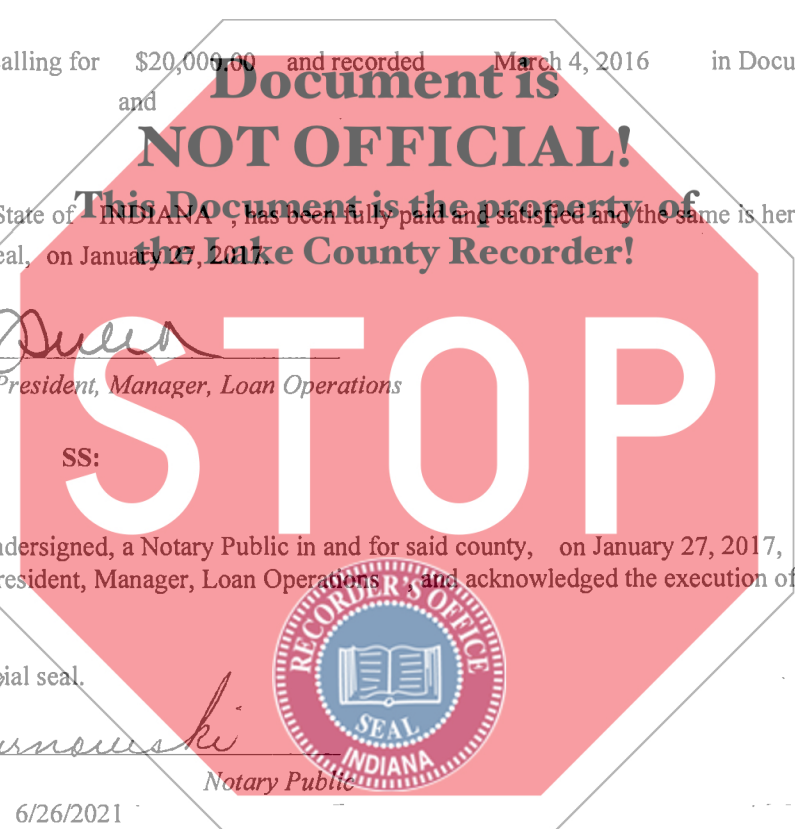 alling for $20,000.00 and recorded March 4, 2016 in Docu
and
Document is
NOT OFFICIAL!
This Document is the property of
State of INDIANA , has been fully paid and satisfied and the same is her
the Lake County Recorder!
eal, on January 27, 2017.
President, Manager, Loan Operations
STOP
SS:
ndersigned, a Notary Public in and for said county, on January 27, 2017,
resident, Manager, Loan Operations , and acknowledged the execution of
RECORDER'S OFFICE
SEAL
INDIANA
ial seal.
Notary Public
6/26/2021